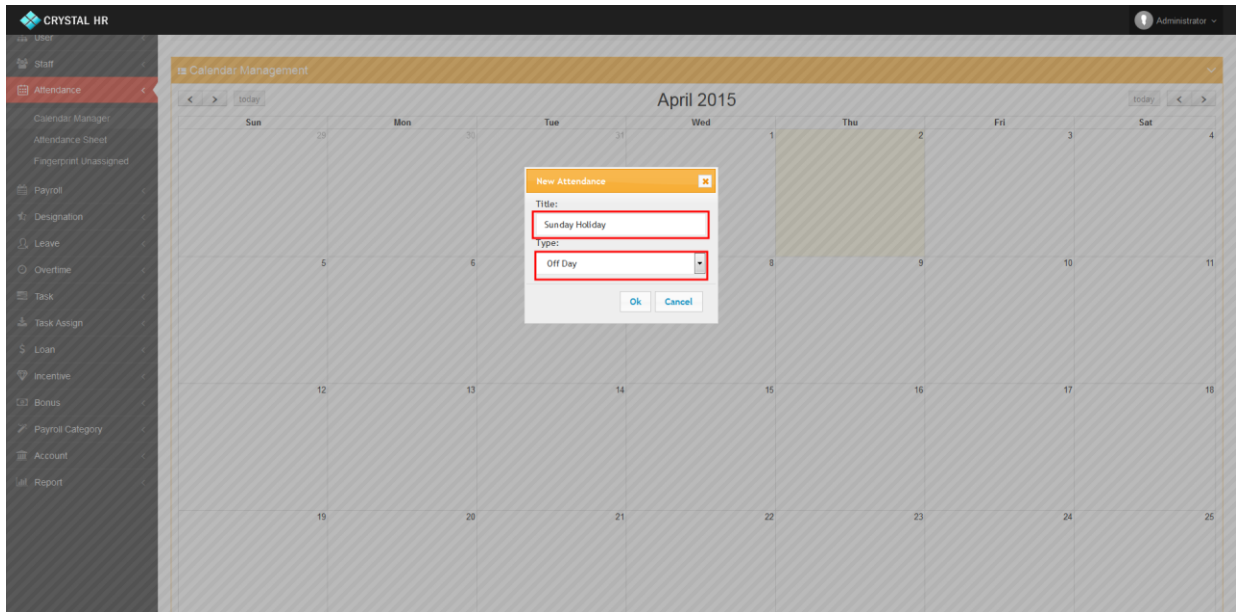 CRYSTAL HR
Administrator
User
Staff
Attendance
Calendar Manager
Attendance Sheet
Fingerprint Unassigned
Payroll
Designation
Leave
Overtime
Task
Task Assign
Loan
Incentive
Bonus
Payroll Category
Account
Report
Calendar Management
today
April 2015
today
Sun Mon Tue Wed Thu Fri Sat
29 30 31 1 2 3 4
New Attendance
Title:
Sunday Holiday
Type:
Off Day
Ok Cancel
5 6 8 9 10 11
12 13 14 15 16 17 18
19 20 21 22 23 24 25